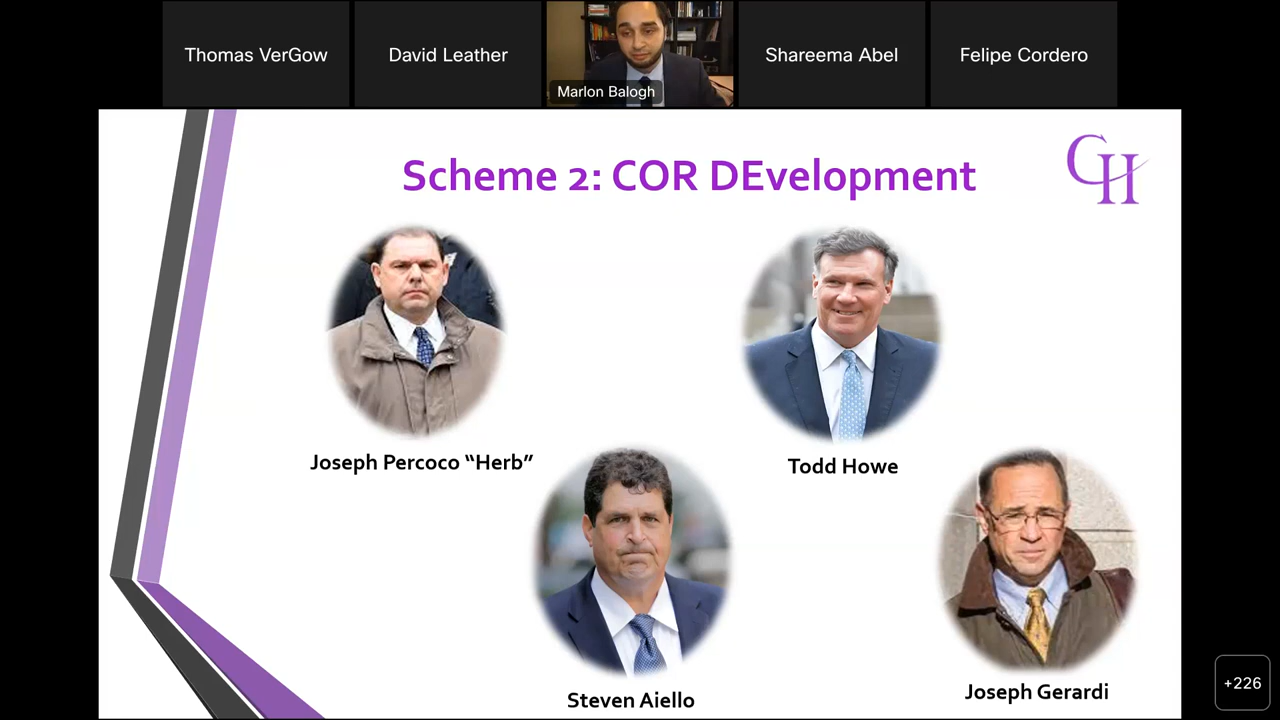 Thomas VerGow
David Leather
Marlon Balogh
Shareema Abel
Felipe Cordero
Scheme 2: COR DEvelopment
CH
Joseph Percoco “Herb”
Todd Howe
Steven Aiello
Joseph Gerardi
+226